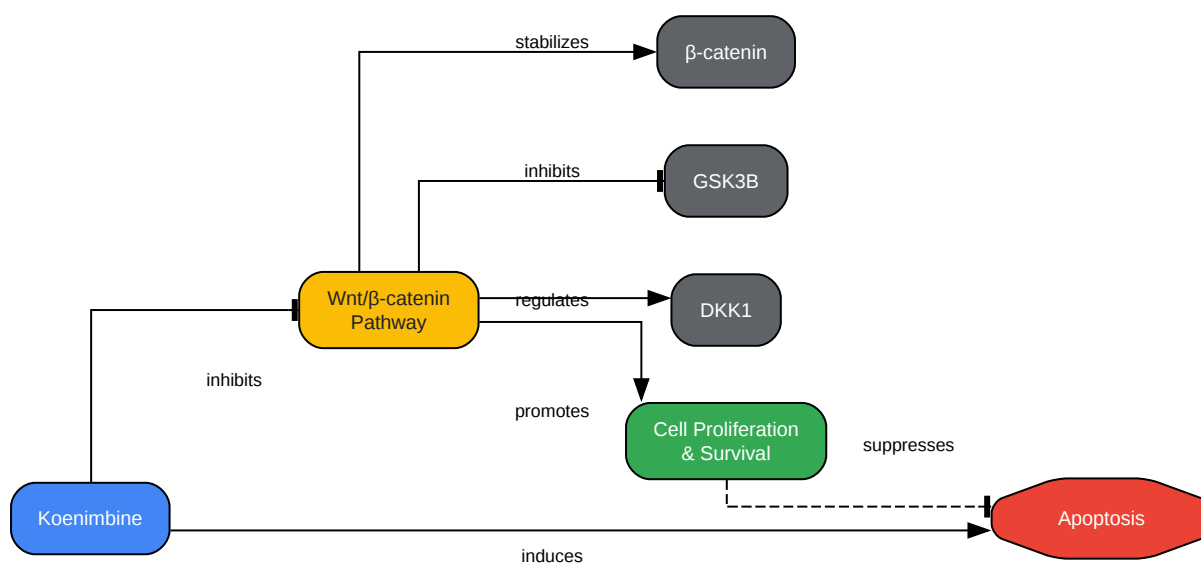 stabilizes
β-catenin
inhibits
GSK3B
Wnt/β-catenin
Pathway
regulates
DKK1
inhibits
promotes
Cell Proliferation
& Survival
suppresses
Koenimbine
Apoptosis
induces